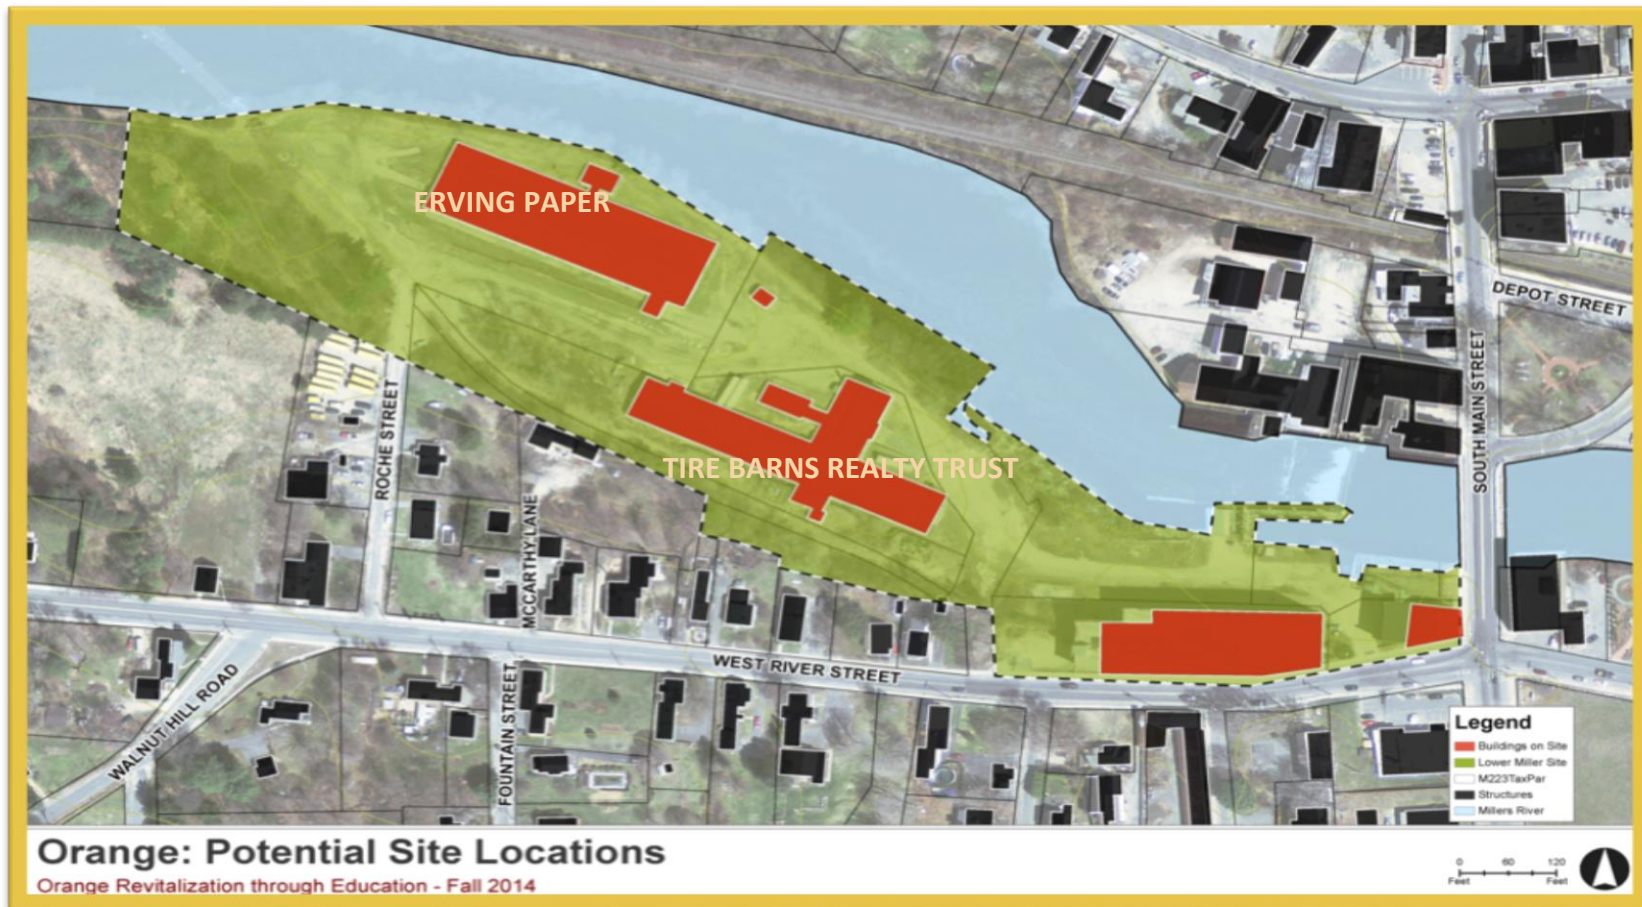 ERVING PAPER
DEPOT STREET
SOUTH MAIN STREET
ROCHE STREET
TIRE BARNS REALTY TRUST
MCCARTHY LANE
WEST RIVER STREET
WALNUT HILL ROAD
FOUNTAIN STREET
Legend
Buildings on Site
Lower Miller Site
M223TaxPar
Structures
Millers River
Orange: Potential Site Locations
Orange Revitalization through Education - Fall 2014
0 60 120
Feet Feet